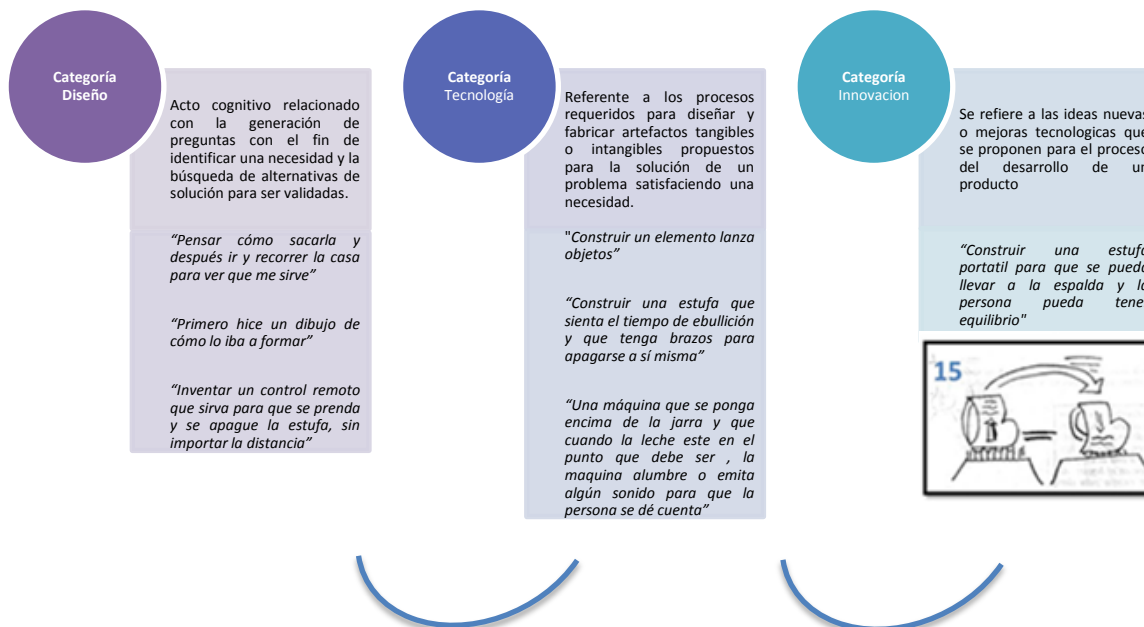 Categoría
Diseño
Acto cognitivo relacionado
con la generación de
preguntas con el fin de
identificar una necesidad y la
búsqueda de alternativas de
solución para ser validadas.
“Pensar cómo sacarla y
después ir y recorrer la casa
para ver que me sirve”
“Primero hice un dibujo de
cómo lo iba a formar”
“Inventar un control remoto
que sirva para que se prenda
y se apague la estufa, sin
importar la distancia”
Categoría
Tecnología
Referente a los procesos
requeridos para diseñar y
fabricar artefactos tangibles
o intangibles propuestos
para la solución de un
problema satisfaciendo una
necesidad.
"Construir un elemento lanza
objetos”
“Construir una estufa que
sienta el tiempo de ebullición
y que tenga brazos para
apagarse a sí misma”
“Una máquina que se ponga
encima de la jarra y que
cuando la leche este en el
punto que debe ser , la
maquina alumbre o emita
algún sonido para que la
persona se dé cuenta”
Categoría
Innovacion
Se refiere a las ideas nuevas
o mejoras tecnologicas que
se proponen para el proceso
del desarrollo de un
producto
“Construir una estufa
portatil para que se pueda
llevar a la espalda y la
persona pueda tene
equilibrio"
15